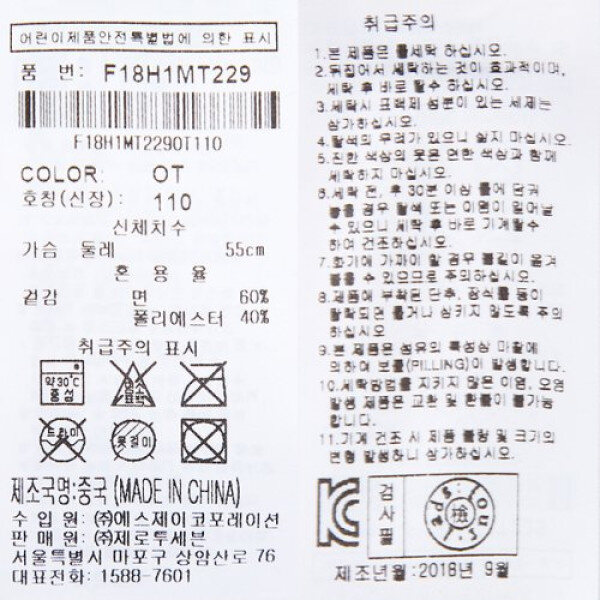 어린이제품안전특별법에 의한 표시
품 번: F18H1MT229
F18H1MT2290T110
COLOR: OT
호칭(신장): 110
신체치수
가슴 둘레 55cm
혼 용 율
겉감 면 60%
폴리에스터 40%
취급주의 표시
약30℃
중성
염소
표백
드라이
옷걸이
제조국명:중국 (MADE IN CHINA)
수 입 원: (주)에스제이코포레이션
판 매 원: (주)제로투세븐
서울특별시 마포구 상암산로 76
대표전화: 1588-7601
취급주의
1.본 제품은 물세탁 하십시오.
2.뒤집어서 세탁하는 것이 효과적이며,
세탁 후 바로 탈수 하십시오.
3.세탁시 표백제 성분이 있는 세제는
삼가하십시오.
4.탈색의 우려가 있으니 삶지 마십시오.
5.진한 색상의 옷은 연한 색상과 함께
세탁하지 마십시오.
6.세탁 전, 후 30분이상 물에 담궈
둘 경우 탈색 또는 이염이 일어날
수 있으니 세탁 후 바로 기계탈수
하여 건조하십시오.
7.화기에 가까이 할 경우 불길이 옮겨
붙을 수 있으므로 주의하십시오.
8.제품에 부착된 단추, 장식물 등이
탈착되면 물거나 삼키지 않도록 주의
하십시오
9.본 제품은 섬유의 특성상 마찰에
의하여 보풀(PILLING)이 발생합니다.
10.세탁방법을 지키지 않은 이염, 오염
발생 제품은 교환 및 환불이 불가능
합니다.
11.기계 건조 시 제품 불량 및 크기의
변형 발생하니 삼가하십시오.
검
사
필
檢
제조년월:2018년 9월